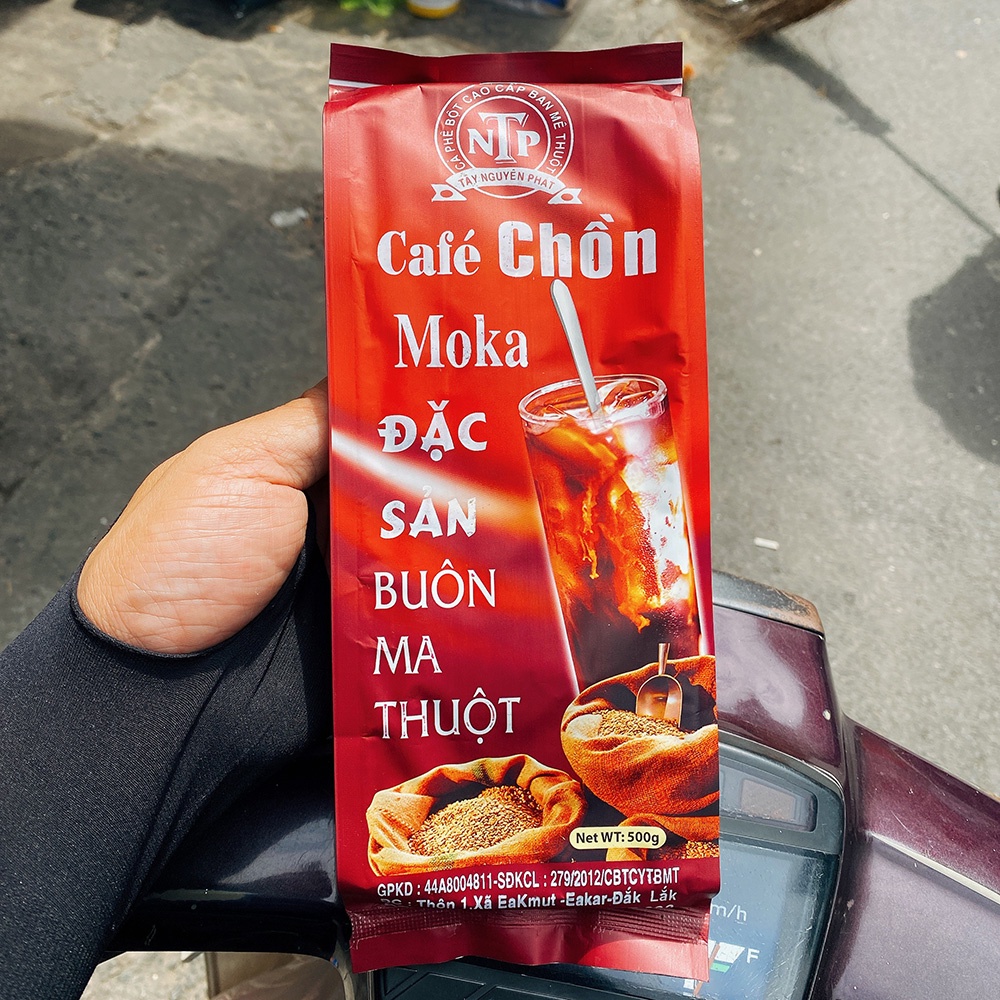 CÀ PHÊ BỘT CAO CẤP BAN MÊ THUỘT
NTP
TÂY NGUYÊN PHÁT
Café Chồn
Moka
ĐẶC
SẢN
BUÔN
MA
THUỘT
Net WT: 500g
GPKD : 44A8004811-SĐKCL : 279/2012/CBTCYTBMT
Thôn 1,Xã EaKmut -Eakar-Đắk Lắk
m/h
F